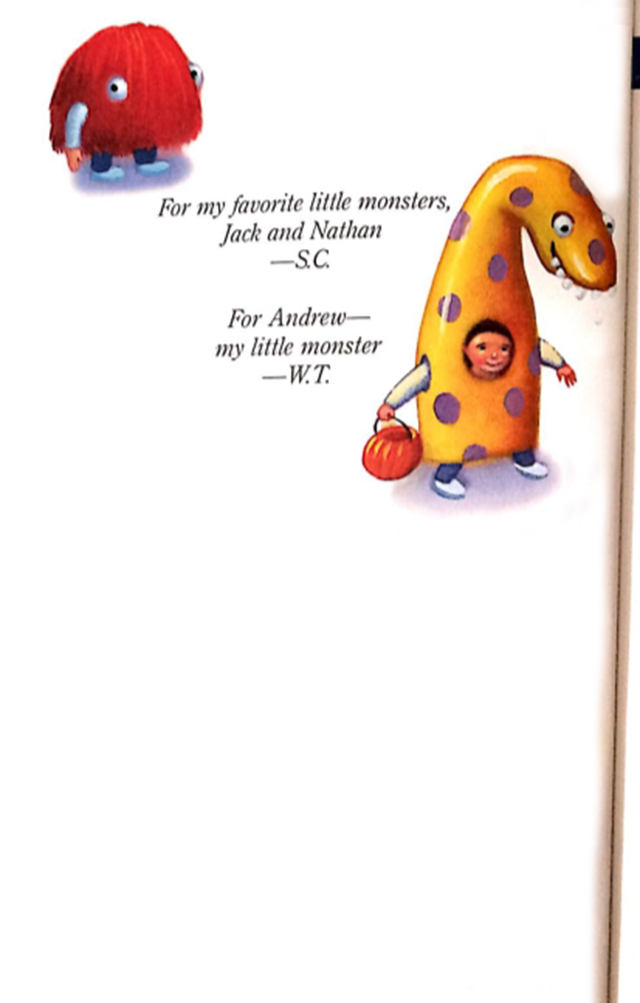 For my favorite little monsters,
Jack and Nathan
—S.C.
For Andrew—
my little monster
—W.T.